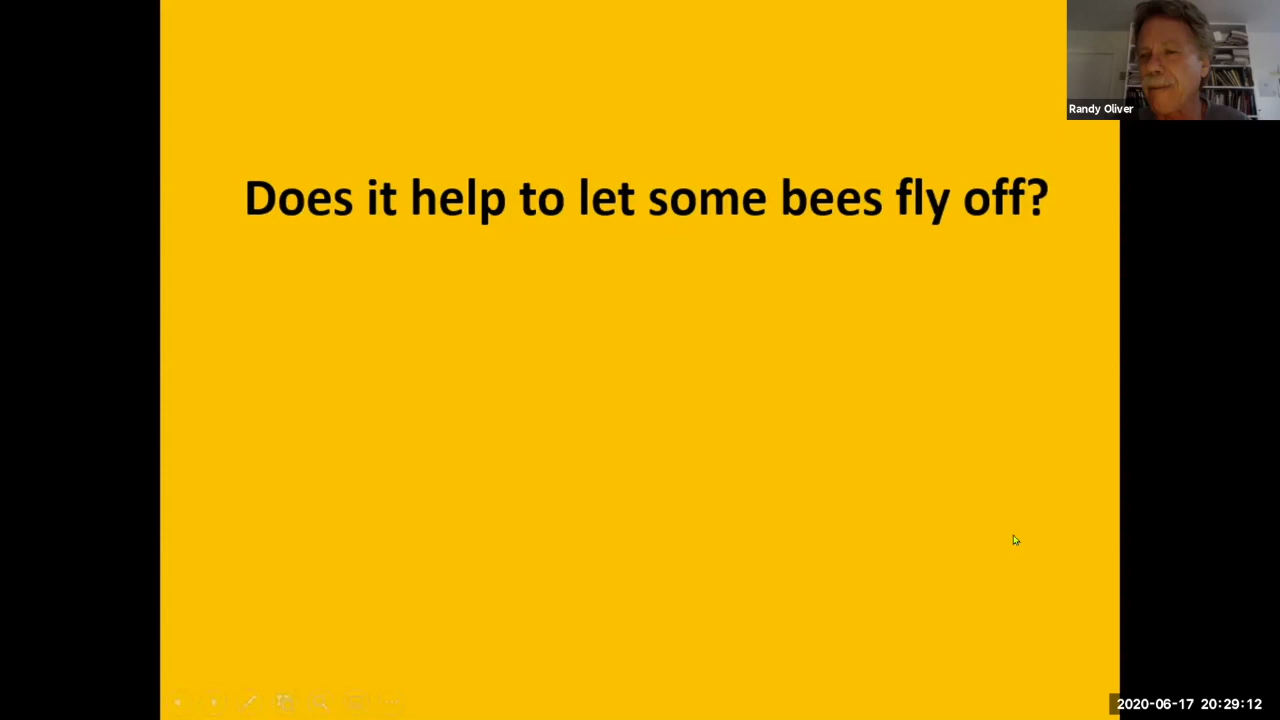 Randy Oliver
Does it help to let some bees fly off?
2020-06-17 20:29:12